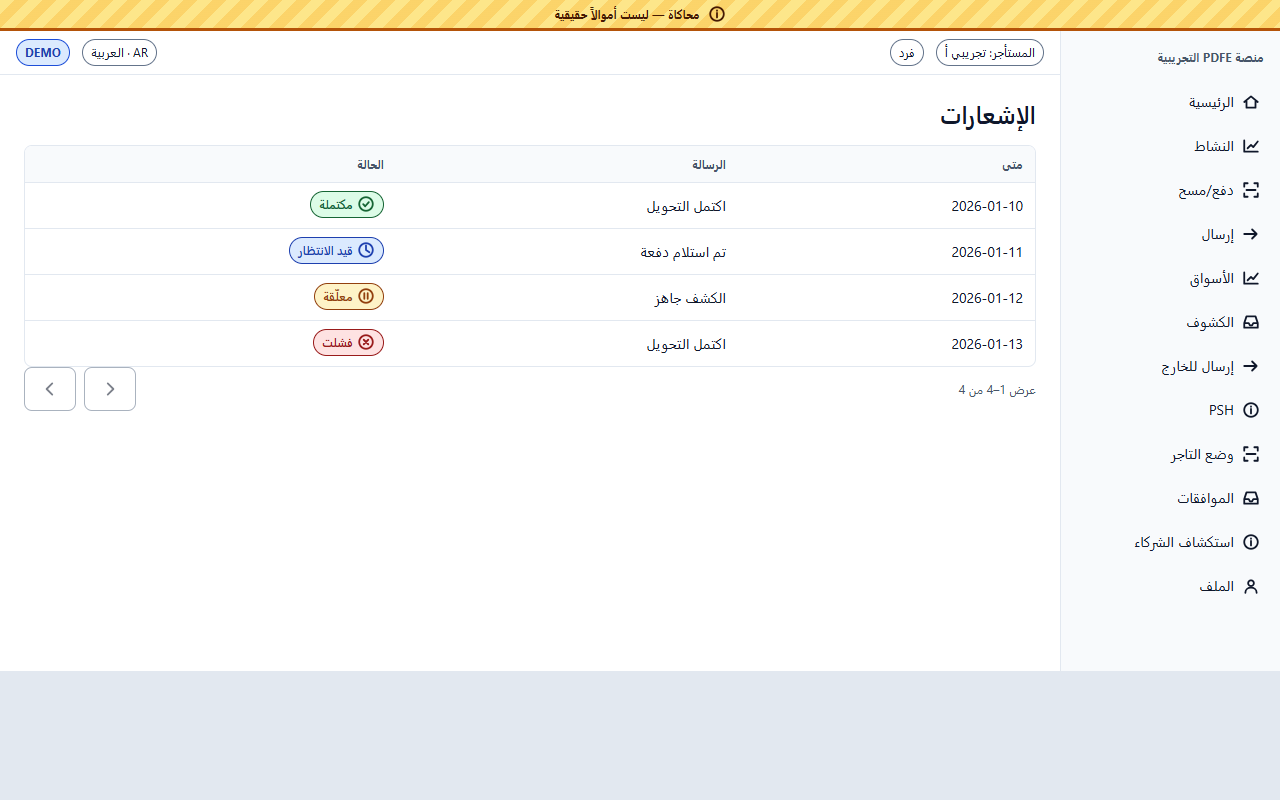 محاكاة — ليست أموالاً حقيقية
منصة PDFE التجريبية
الرئيسية
النشاط
دفع/مسح
إرسال
الأسواق
الكشوف
إرسال للخارج
PSH
وضع التاجر
الموافقات
استكشاف الشركاء
الملف
المستأجر: تجريبي أ
فرد
AR · العربية
DEMO
الإشعارات
متى الرسالة الحالة
2026-01-10 اكتمل التحويل مكتملة
2026-01-11 تم استلام دفعة قيد الانتظار
2026-01-12 الكشف جاهز معلّقة
2026-01-13 اكتمل التحويل فشلت
عرض 1–4 من 4